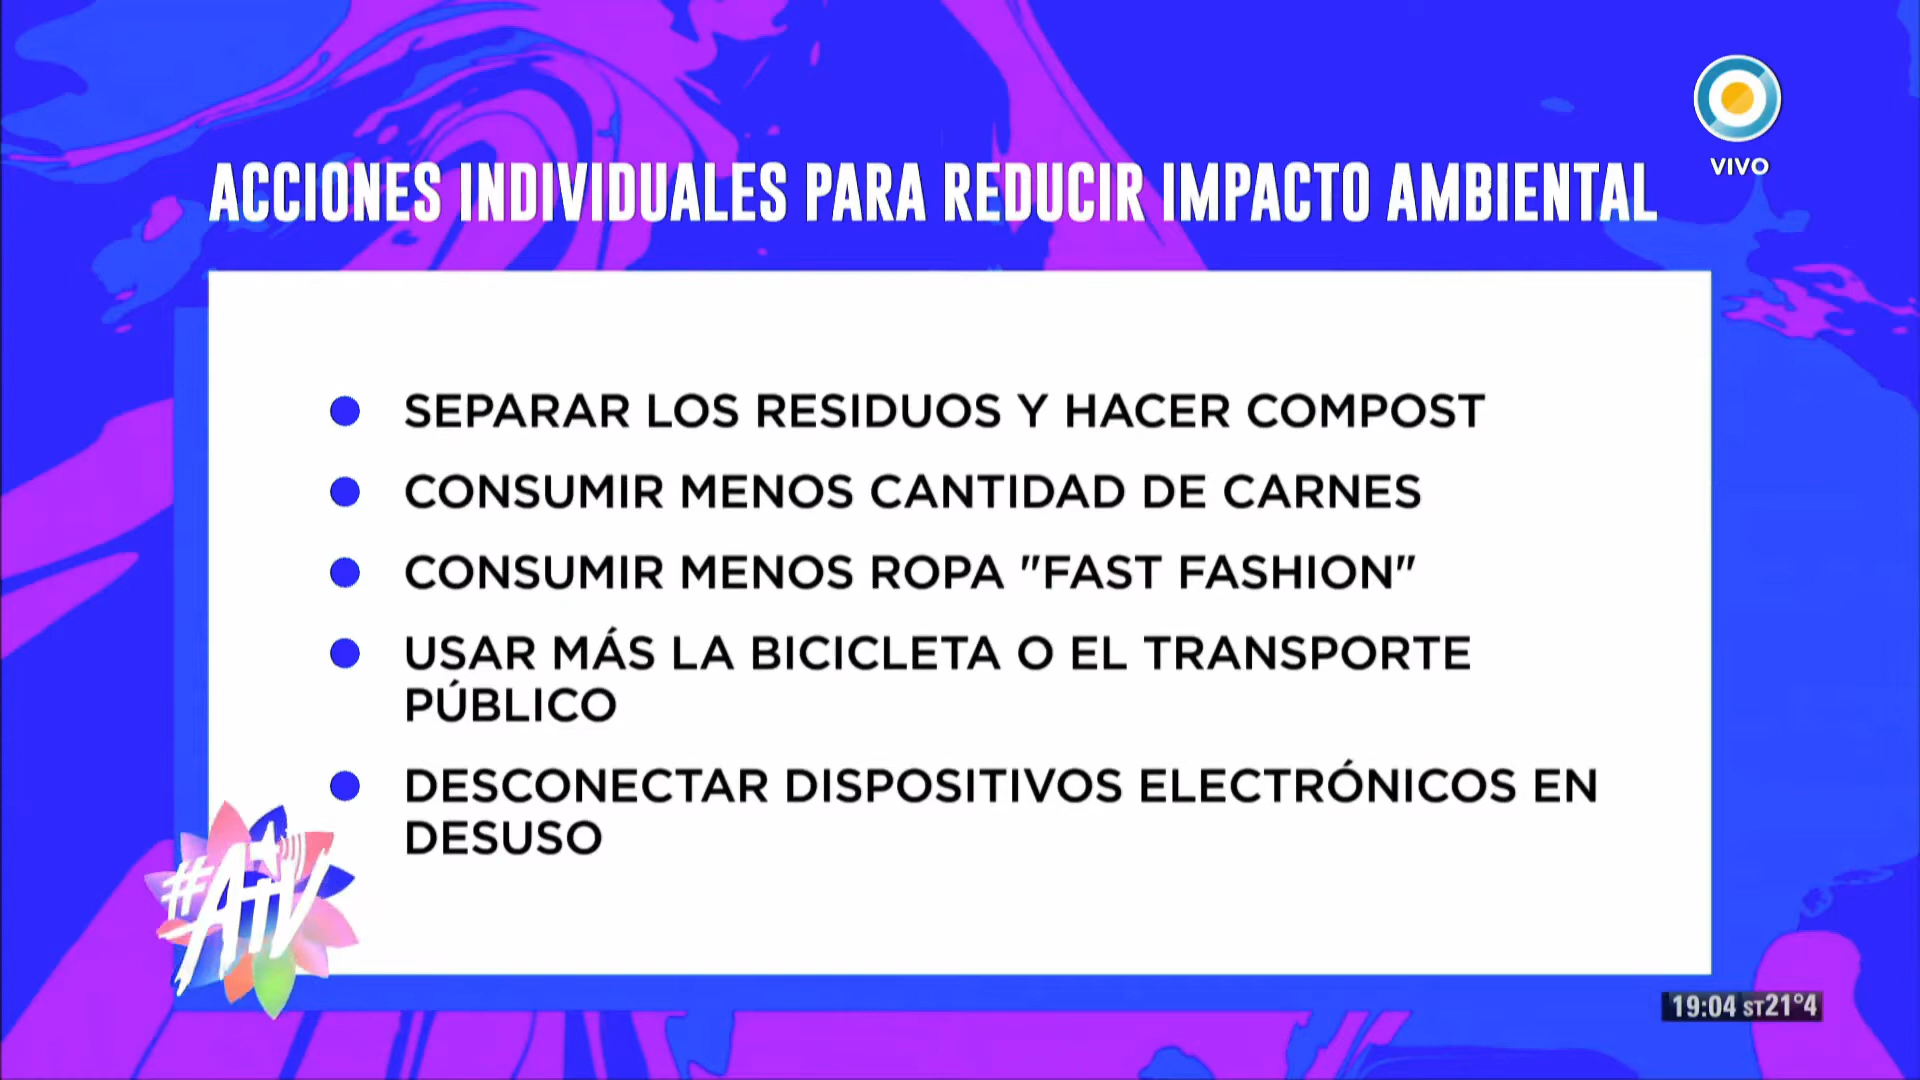 VIVO
ACCIONES INDIVIDUALES PARA REDUCIR IMPACTO AMBIENTAL
SEPARAR LOS RESIDUOS Y HACER COMPOST
CONSUMIR MENOS CANTIDAD DE CARNES
CONSUMIR MENOS ROPA "FAST FASHION"
USAR MÁS LA BICICLETA O EL TRANSPORTE
PÚBLICO
DESCONECTAR DISPOSITIVOS ELECTRÓNICOS EN
DESUSO
#AtV
19:04 ST21°4